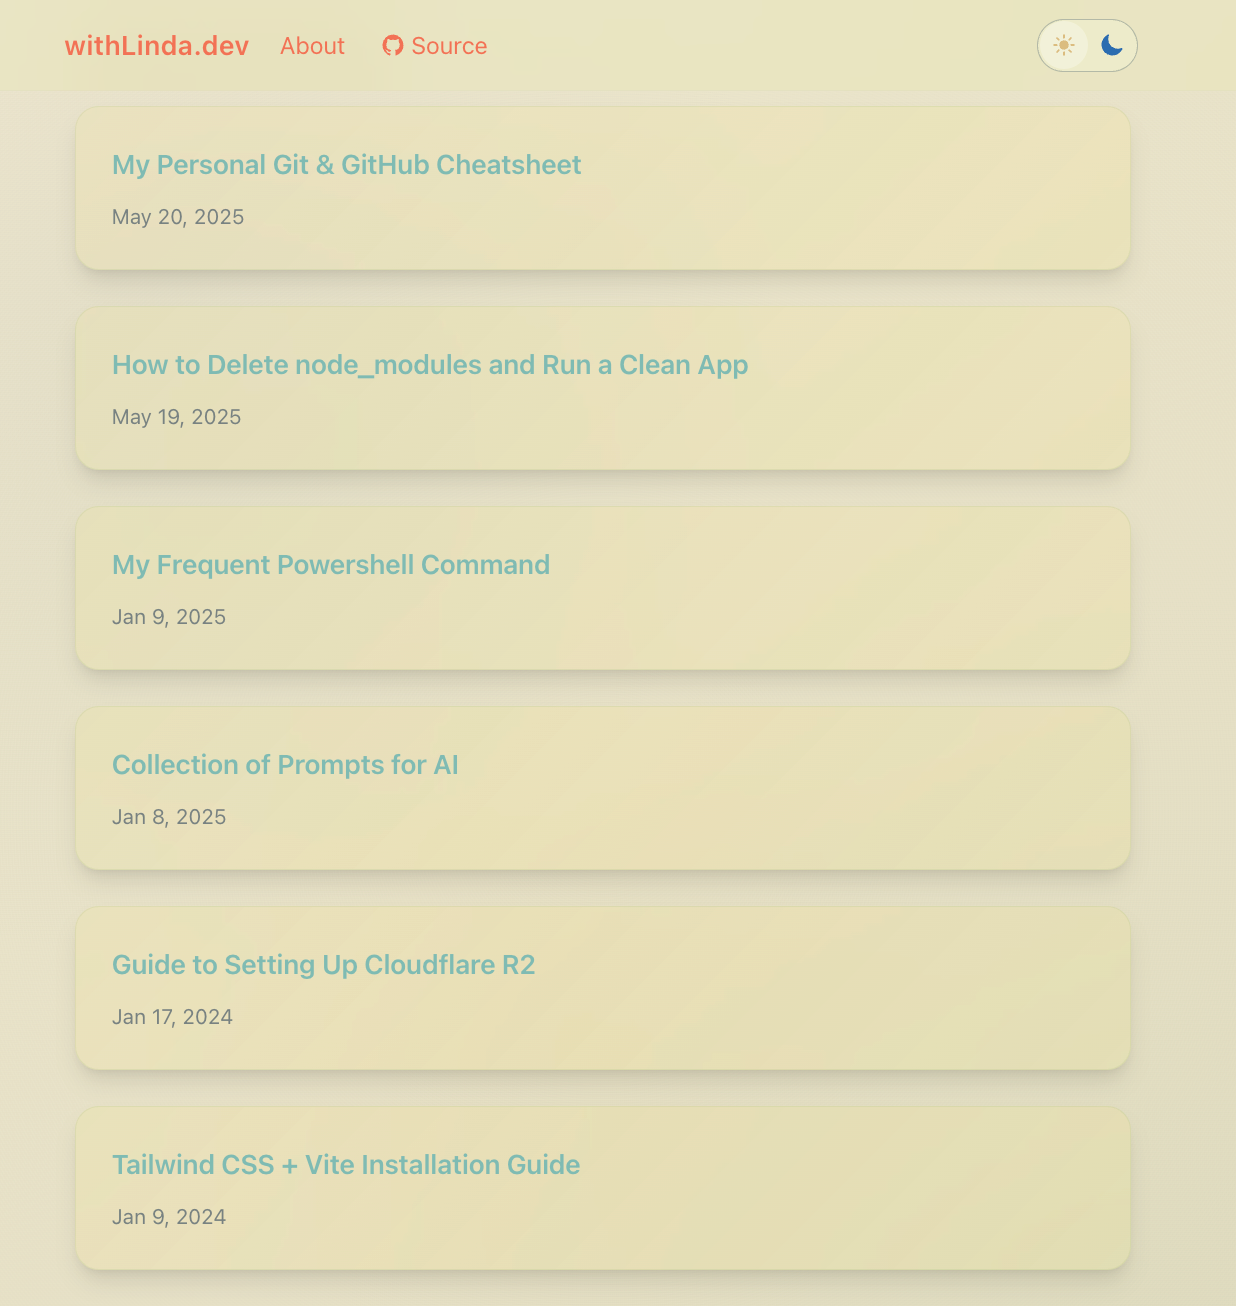 withLinda.dev About Source
My Personal Git & GitHub Cheatsheet
May 20, 2025
How to Delete node_modules and Run a Clean App
May 19, 2025
My Frequent Powershell Command
Jan 9, 2025
Collection of Prompts for AI
Jan 8, 2025
Guide to Setting Up Cloudflare R2
Jan 17, 2024
Tailwind CSS + Vite Installation Guide
Jan 9, 2024